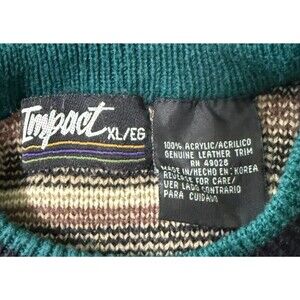 Impact
XL/EG
100% ACRYLIC/ACRILICO
GENUINE LEATHER TRIM
RN 49025
MADE IN/HECHO EN: KOREA
REVERSE FOR CARE/
VER LADO CONTRARIO
PARA CUIDADO